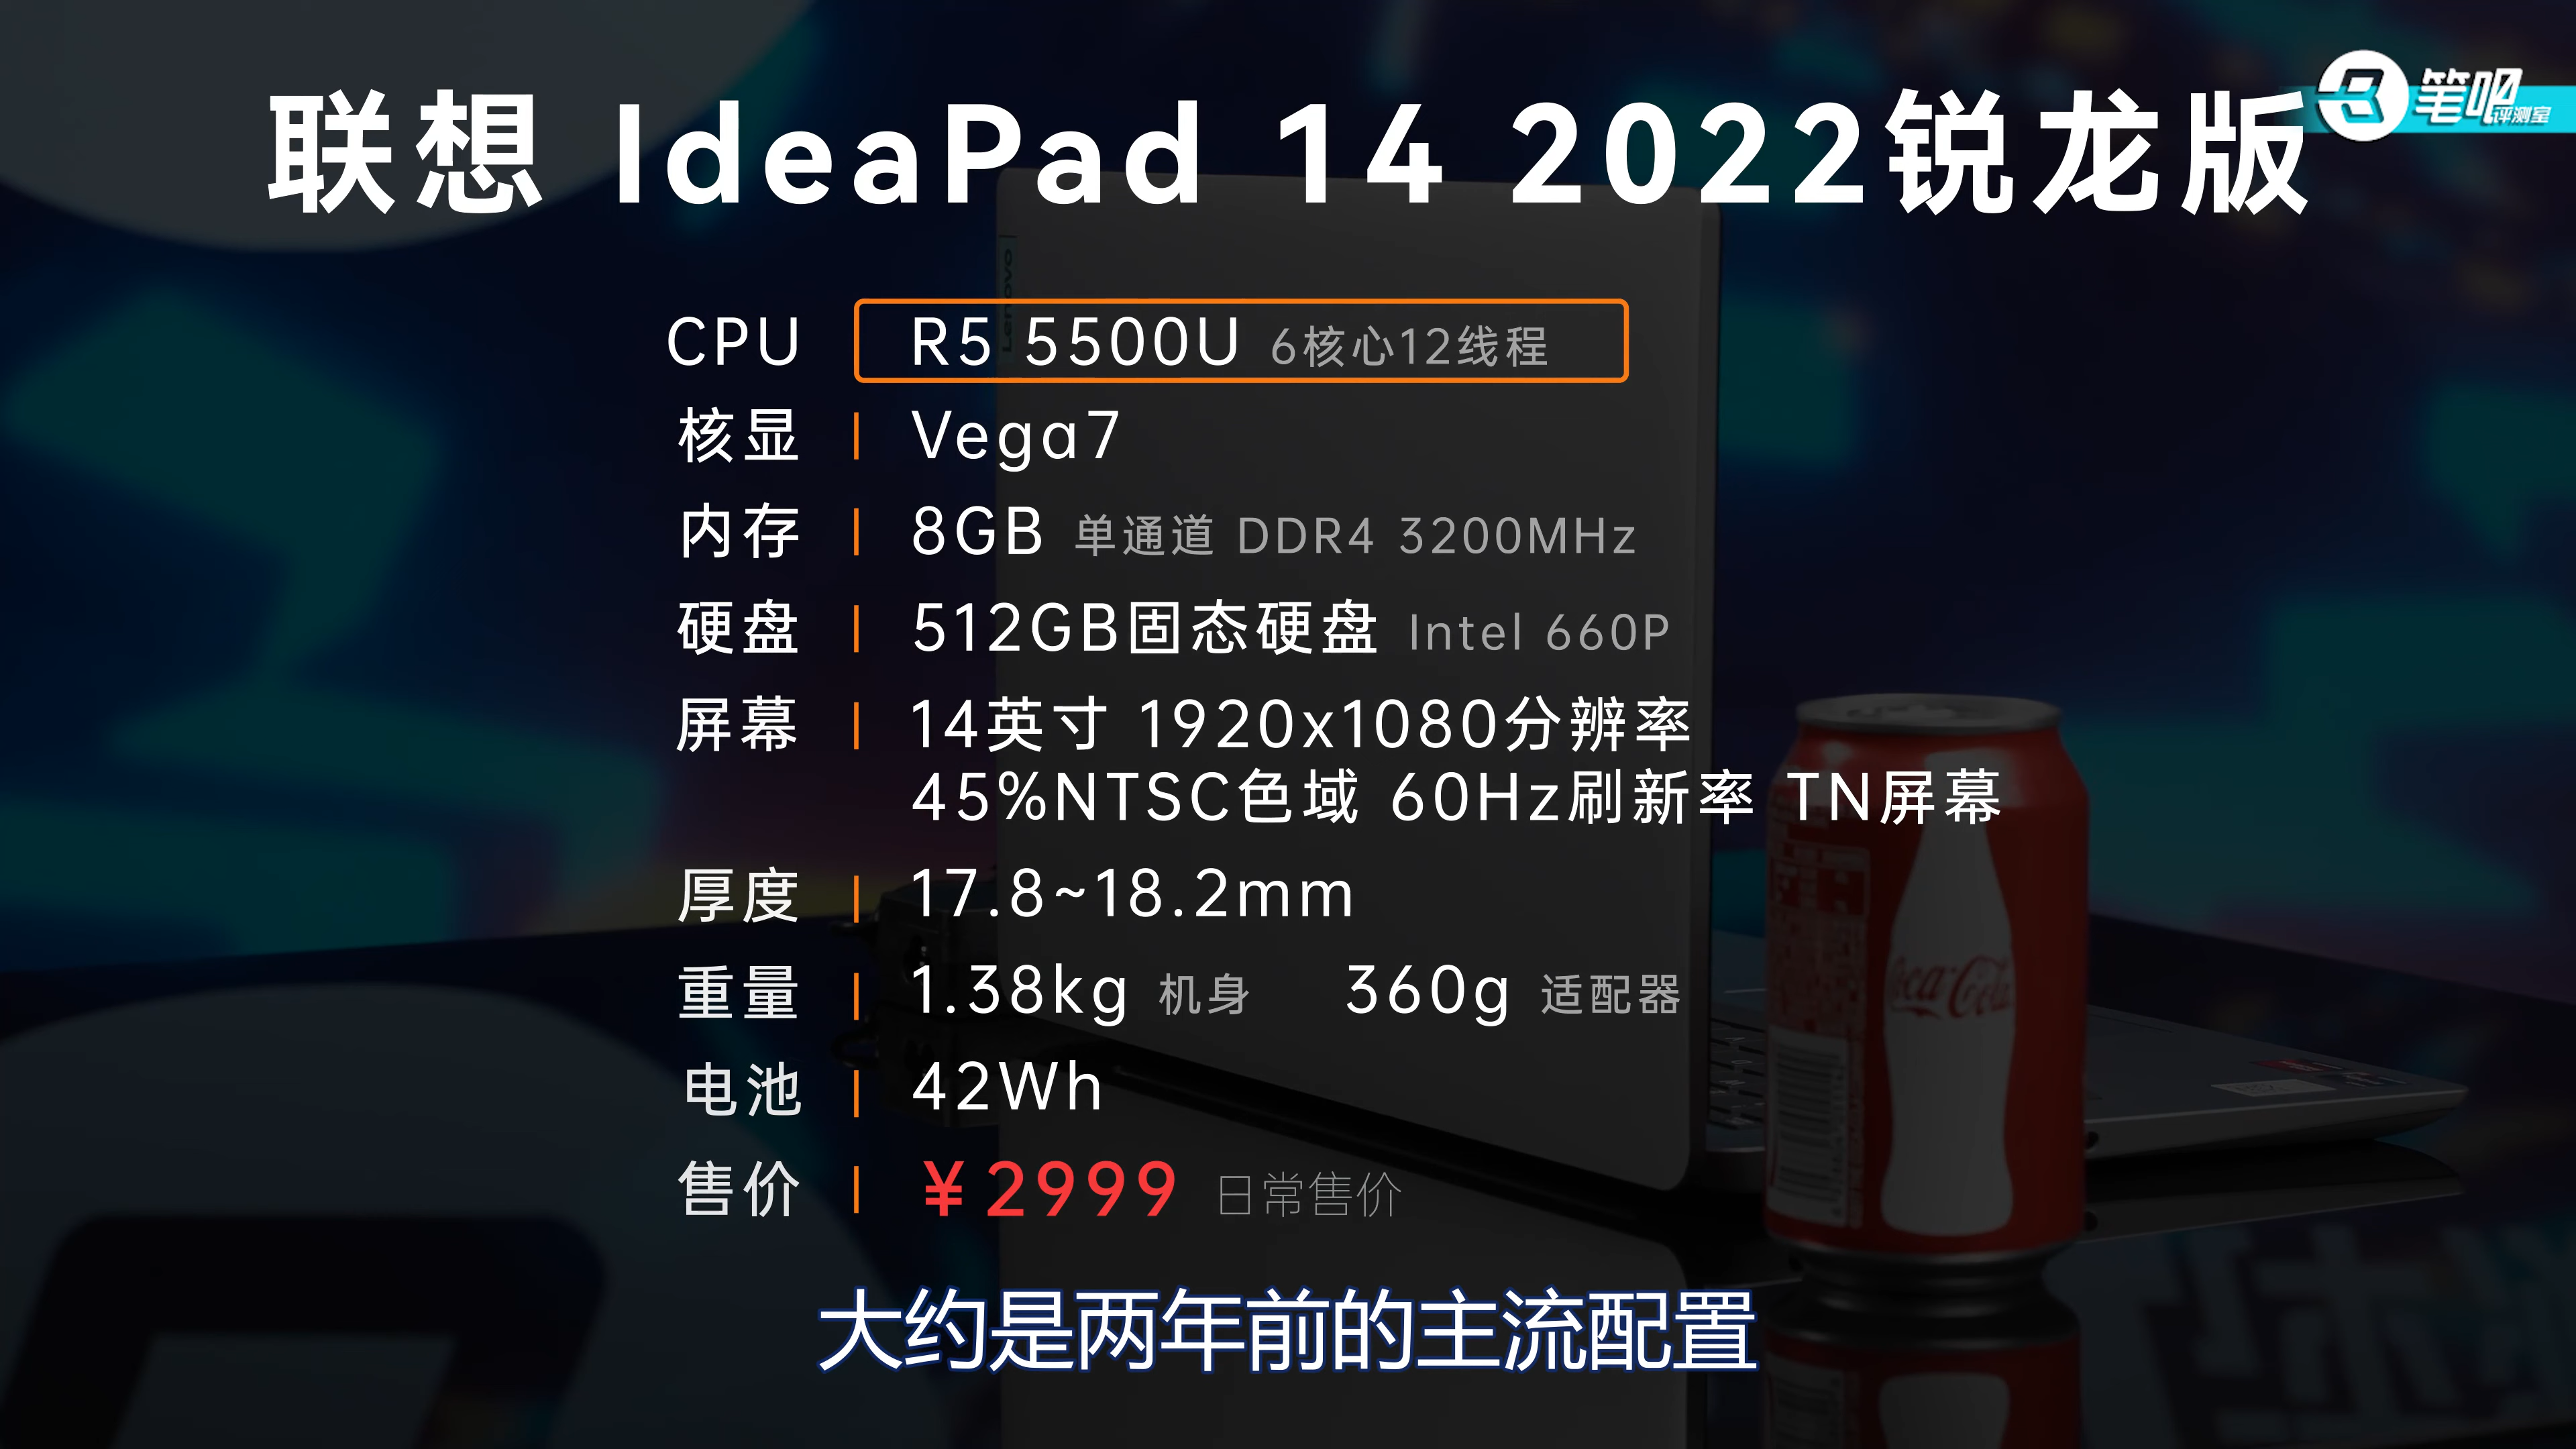 联想 IdeaPad 14 2022锐龙版
笔吧评测室
CPU R5 5500U 6核心12线程
核显 Vega7
内存 8GB 单通道 DDR4 3200MHz
硬盘 512GB固态硬盘 Intel 660P
屏幕 14英寸 1920x1080分辨率
45%NTSC色域 60Hz刷新率 TN屏幕
厚度 17.8~18.2mm
重量 1.38kg 机身 360g 适配器
电池 42Wh
售价 ¥2999 日常售价
大约是两年前的主流配置
Lenovo
Coca-Cola